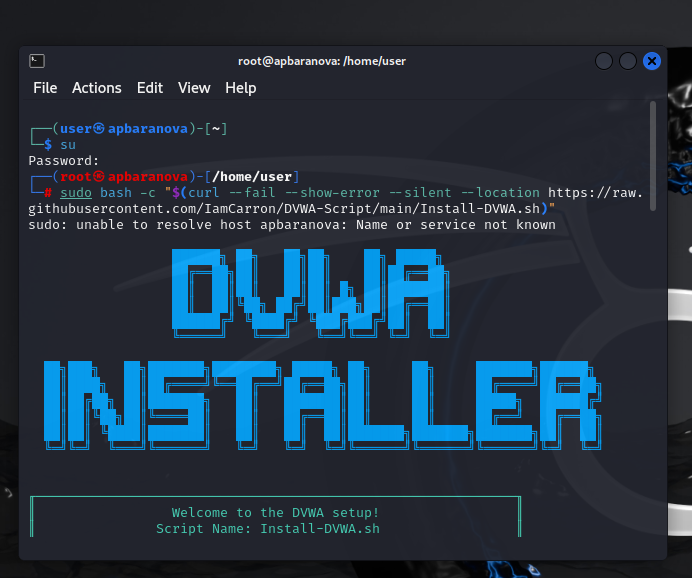 root@apbaranova: /home/user
File Actions Edit View Help
┌──(user㉿apbaranova)-[~]
└─$ su
Password:
┌──(root㉿apbaranova)-[/home/user]
└─# sudo bash -c "$(curl --fail --show-error --silent --location https://raw.
githubusercontent.com/IamCarron/DVWA-Script/main/Install-DVWA.sh)"
sudo: unable to resolve host apbaranova: Name or service not known
DVWA
INSTALLER
Welcome to the DVWA setup!
Script Name: Install-DVWA.sh